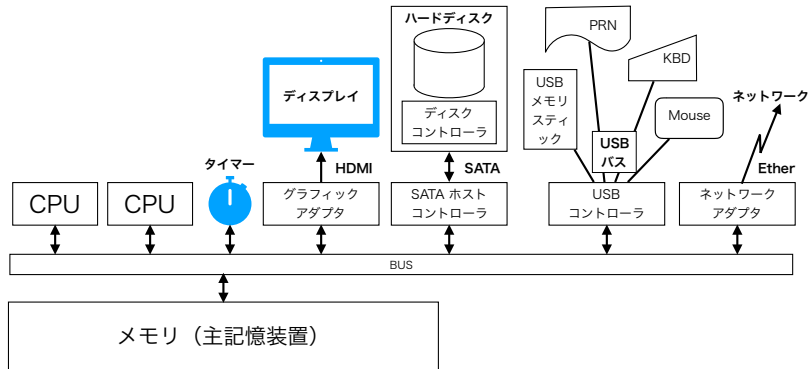 ハードディスク
PRN
KBD
ディスプレイ
ディスク
コントローラ
USB
メモリ
スティ
ック
Mouse
ネットワーク
USB
バス
タイマー
HDMI
SATA
Ether
CPU
CPU
グラフィック
アダプタ
SATA ホスト
コントローラ
USB
コントローラ
ネットワーク
アダプタ
BUS
メモリ（主記憶装置）